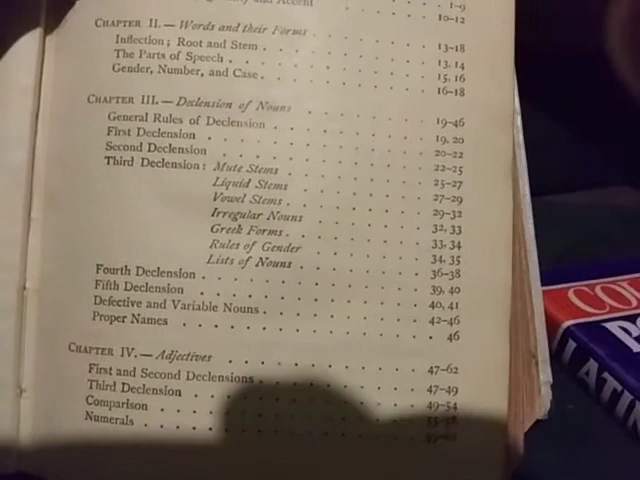 Accent . . . 1-9
10-12
CHAPTER II.—Words and their Forms . . . . 13-18
Inflection; Root and Stem . . . . . 13, 14
The Parts of Speech . . . . . . 15, 16
Gender, Number, and Case . . . . . 16-18
CHAPTER III.—Declension of Nouns . . . . 19-46
General Rules of Declension . . . . . 19, 20
First Declension . . . . . . 20-22
Second Declension . . . . . . 22-25
Third Declension: Mute Stems . . . . . 25-27
Liquid Stems . . . . . 27-29
Vowel Stems . . . . . 29-32
Irregular Nouns . . . . 32, 33
Greek Forms . . . . . 33, 34
Rules of Gender . . . . 34, 35
Lists of Nouns . . . . 36-38
Fourth Declension . . . . . . 39, 40
Fifth Declension . . . . . . 40, 41
Defective and Variable Nouns . . . . . 42-46
Proper Names . . . . . . 46
CHAPTER IV.—Adjectives . . . . . 47-62
First and Second Declensions . . . . . 47-49
Third Declension . . . . . . 49-54
Comparison . . . . . .
Numerals . . . . . .
LATIN